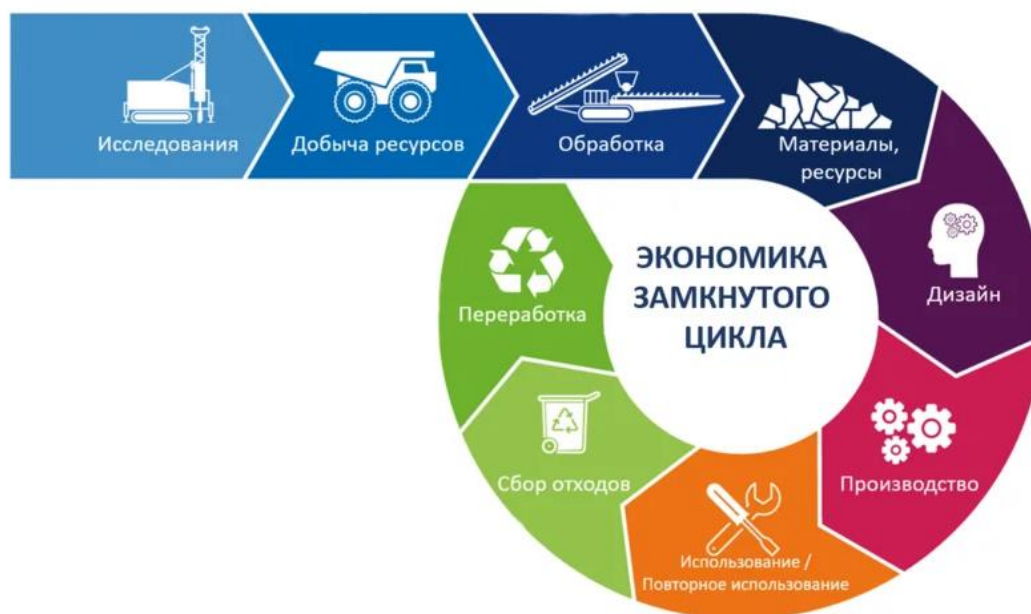 Исследования
Добыча ресурсов
Обработка
Материалы,
ресурсы
Дизайн
Производство
Использование /
Повторное использование
Сбор отходов
Переработка
ЭКОНОМИКА
ЗАМКНУТОГО
ЦИКЛА